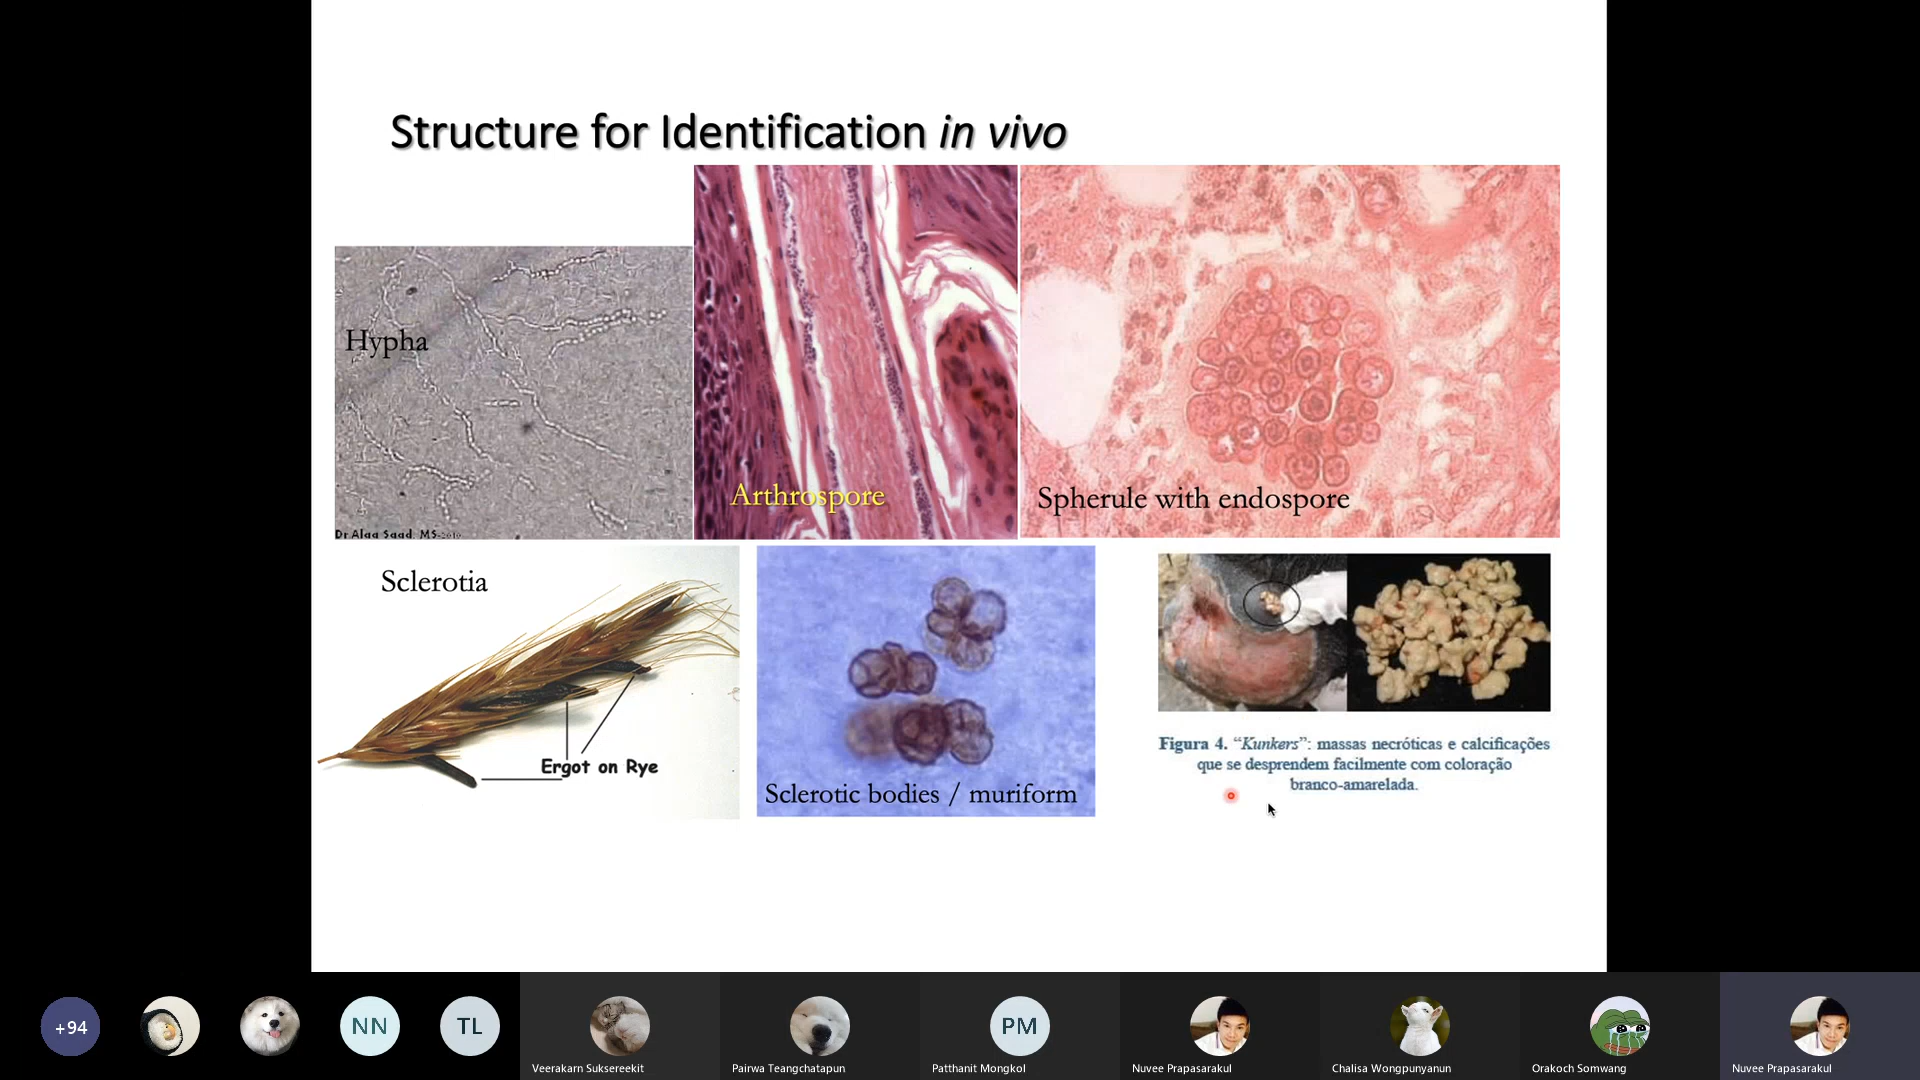 Structure for Identification in vivo
Hypha
Dr Alaa Saad, MS-2010
Arthrospore
Spherule with endospore
Sclerotia
Ergot on Rye
Sclerotic bodies / muriform
Figura 4. “Kunkers”: massas necróticas e calcificações
que se desprendem facilmente com coloração
branco-amarelada.
+94
NN
TL
Veerakarn Suksereekit
Pairwa Teangchatapun
PM
Patthanit Mongkol
Nuvee Prapasarakul
Chalisa Wongpunyanun
Orakoch Somwang
Nuvee Prapasarakul